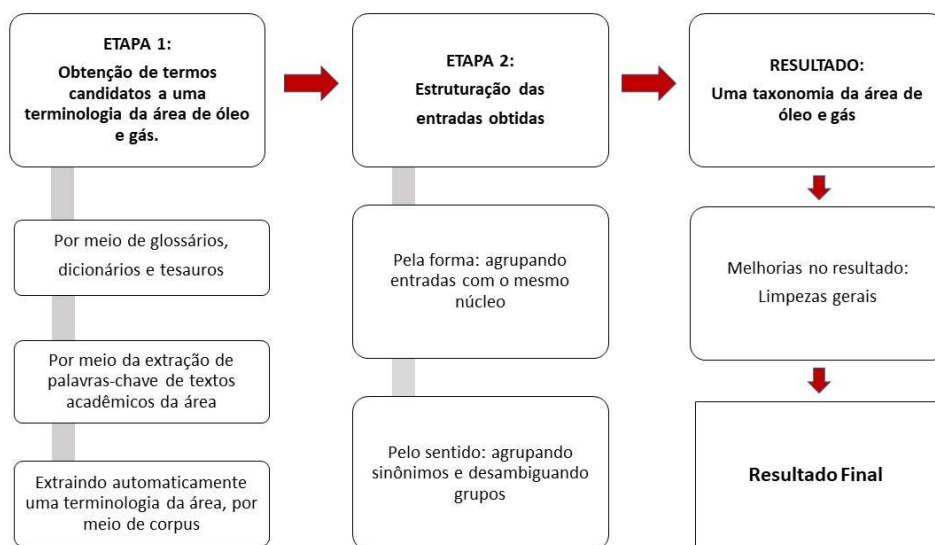 ETAPA 1:
Obtenção de termos
candidatos a uma
terminologia da área de óleo
e gás.
Por meio de glossários,
dicionários e tesauros
Por meio da extração de
palavras-chave de textos
acadêmicos da área
Extraindo automaticamente
uma terminologia da área, por
meio de corpus
ETAPA 2:
Estruturação das
entradas obtidas
Pela forma: agrupando
entradas com o mesmo
núcleo
Pelo sentido: agrupando
sinônimos e desambiguando
grupos
RESULTADO:
Uma taxonomia da área de
óleo e gás
Melhorias no resultado:
Limpezas gerais
Resultado Final